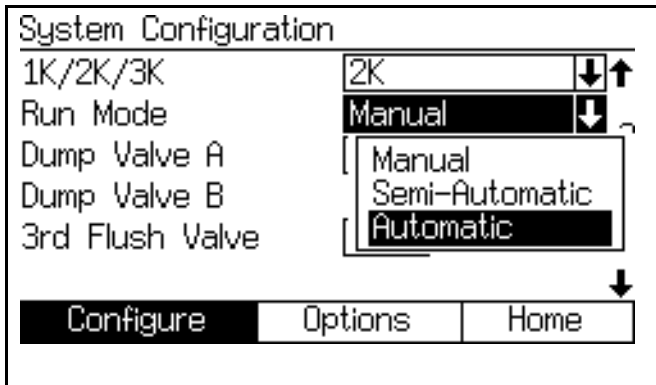 System Configuration
1K/2K/3K 2K
Run Mode Manual
Dump Valve A Manual
Dump Valve B Semi-Automatic
3rd Flush Valve Automatic
Configure Options Home